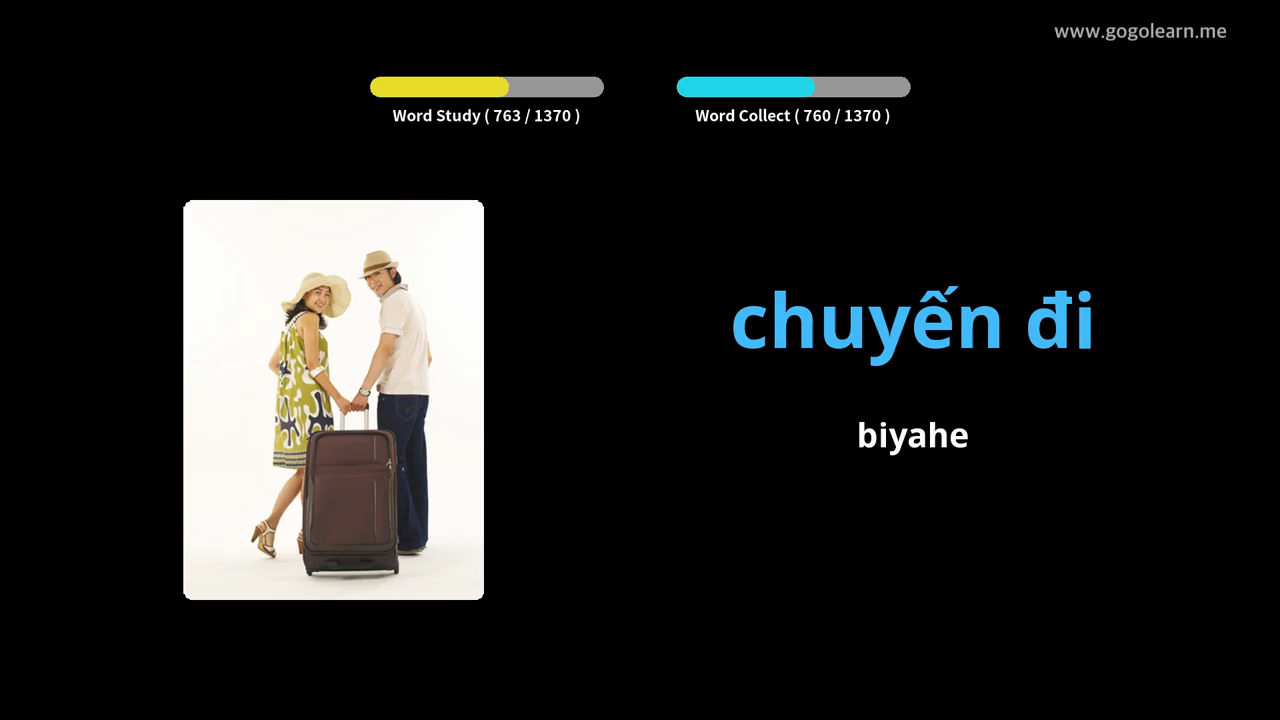 www.gogolearn.me
Word Study ( 763 / 1370 )
Word Collect ( 760 / 1370 )
chuyến đi
biyahe